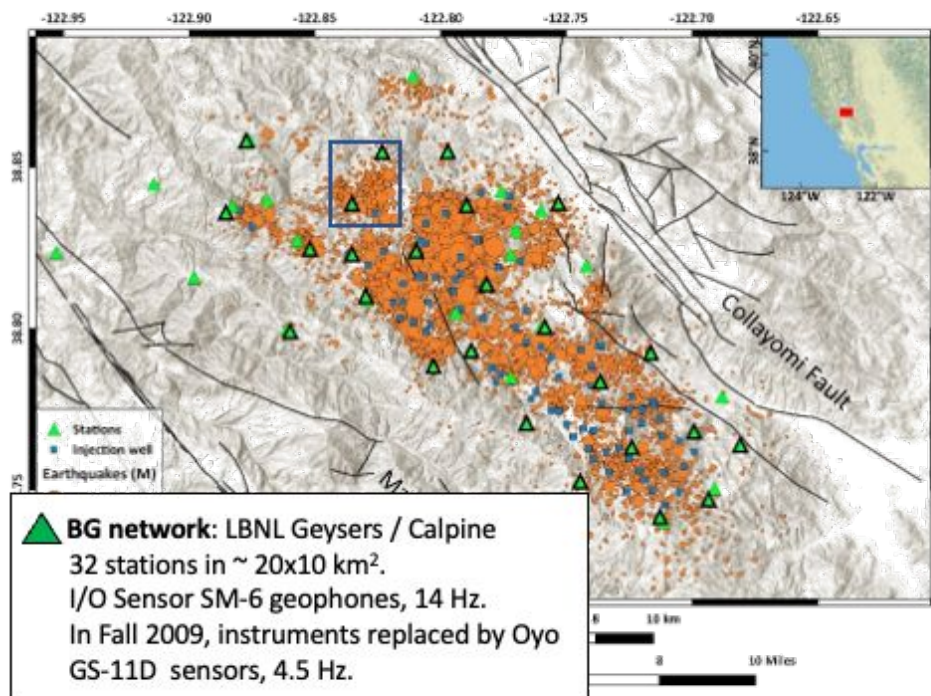 -122.95 -122.90 -122.85 -122.80 -122.75 -122.70 -122.65
40°N
38°N
124°W 122°W
38.85
38.80
Collayomi Fault
Stations
Injection well
Earthquakes (M)
.75
BG network: LBNL Geysers / Calpine
32 stations in ~ 20x10 km².
I/O Sensor SM-6 geophones, 14 Hz.
In Fall 2009, instruments replaced by Oyo
GS-11D sensors, 4.5 Hz.
10 km
8 10 Miles